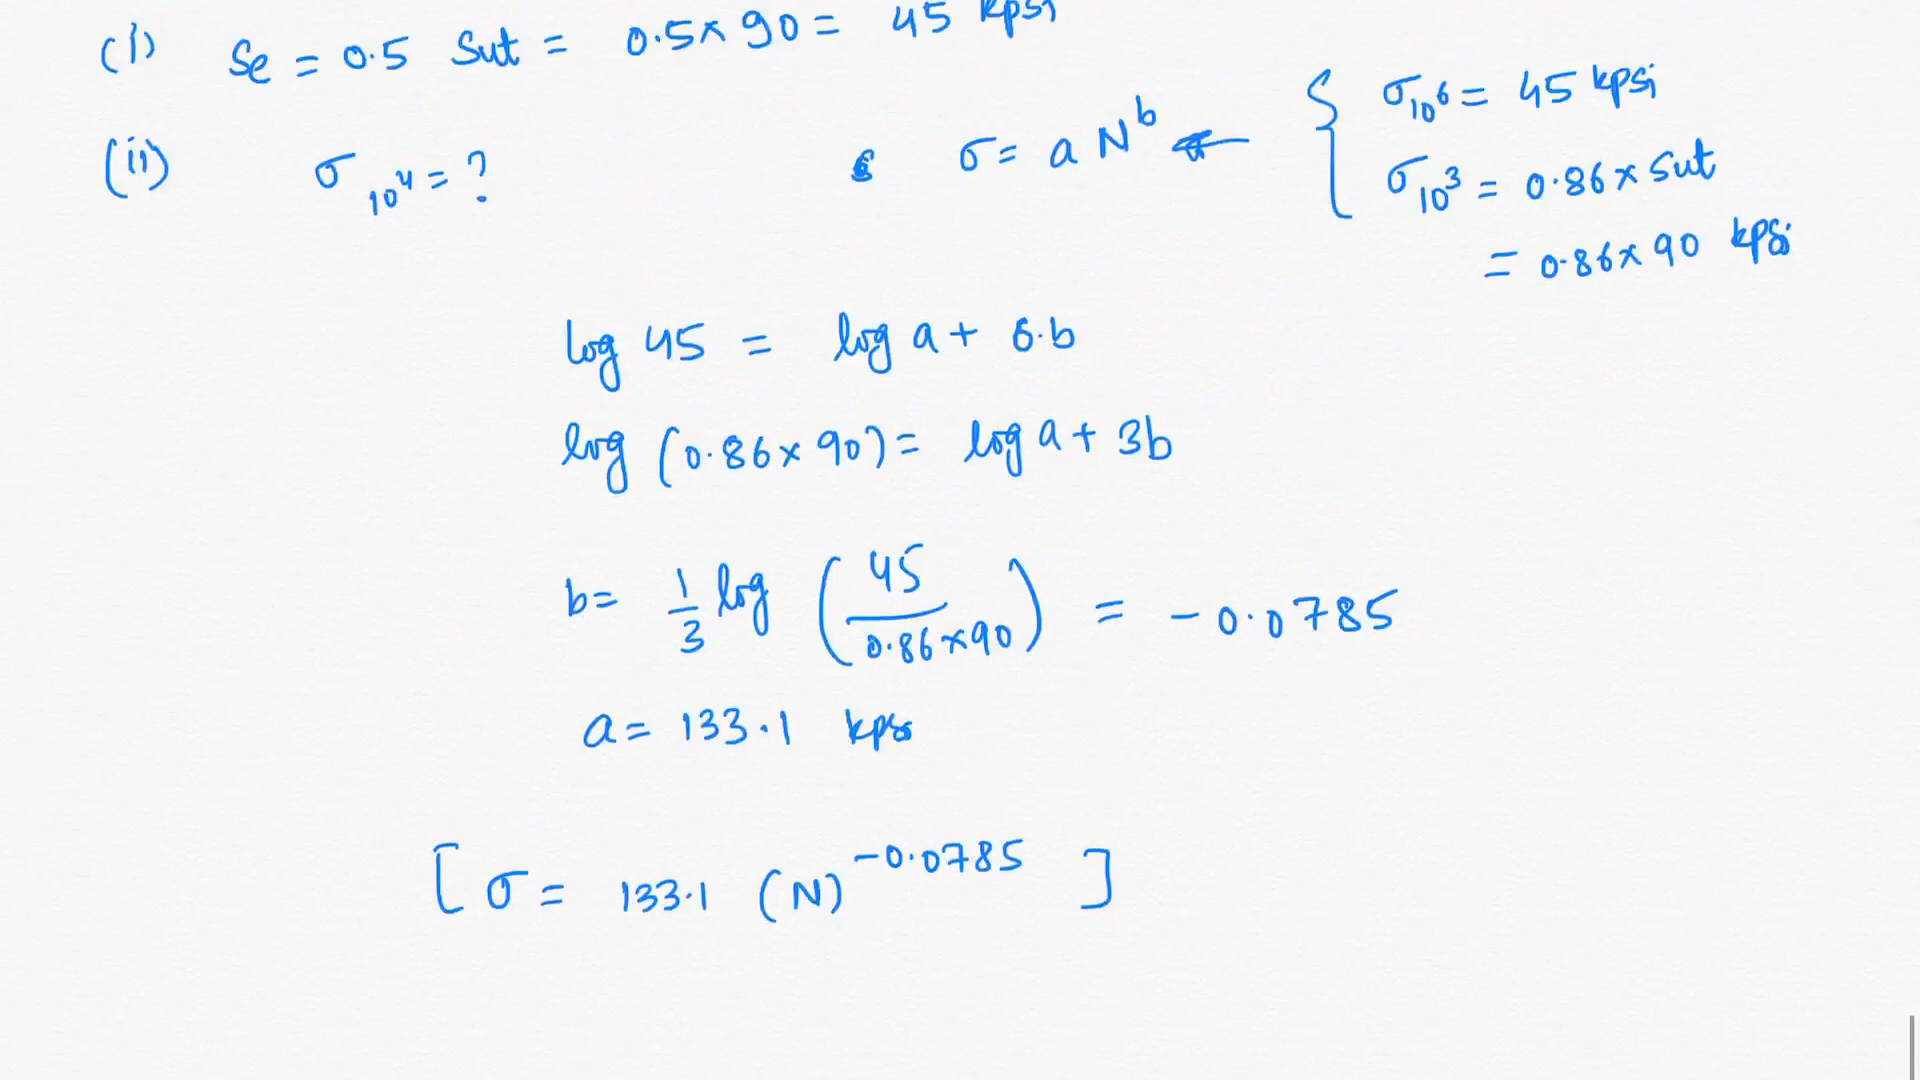 (i) Se = 0.5 Sut = 0.5×90 = 45 kpsi
(ii) σ10⁴ = ? σ = a Nᵇ { σ10⁶ = 45 kpsi
σ10³ = 0.86×Sut
= 0.86×90 kpsi
log 45 = log a + 6.b
log (0.86×90) = log a + 3b
b = 1/3 log (45/0.86×90) = -0.0785
a = 133.1 kpsi
[ σ = 133.1 (N)^-0.0785 ]